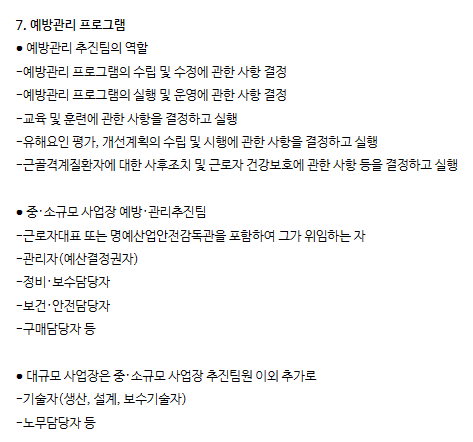 7. 예방관리 프로그램
● 예방관리 추진팀의 역할
-예방관리 프로그램의 수립 및 수정에 관한 사항 결정
-예방관리 프로그램의 실행 및 운영에 관한 사항 결정
-교육 및 훈련에 관한 사항을 결정하고 실행
-유해요인 평가, 개선계획의 수립 및 시행에 관한 사항을 결정하고 실행
-근골격계질환자에 대한 사후조치 및 근로자 건강보호에 관한 사항 등을 결정하고 실행
● 중·소규모 사업장 예방·관리추진팀
-근로자대표 또는 명예산업안전감독관을 포함하여 그가 위임하는 자
-관리자(예산결정권자)
-정비·보수담당자
-보건·안전담당자
-구매담당자 등
● 대규모 사업장은 중·소규모 사업장 추진팀원 이외 추가로
-기술자(생산, 설계, 보수기술자)
-노무담당자 등